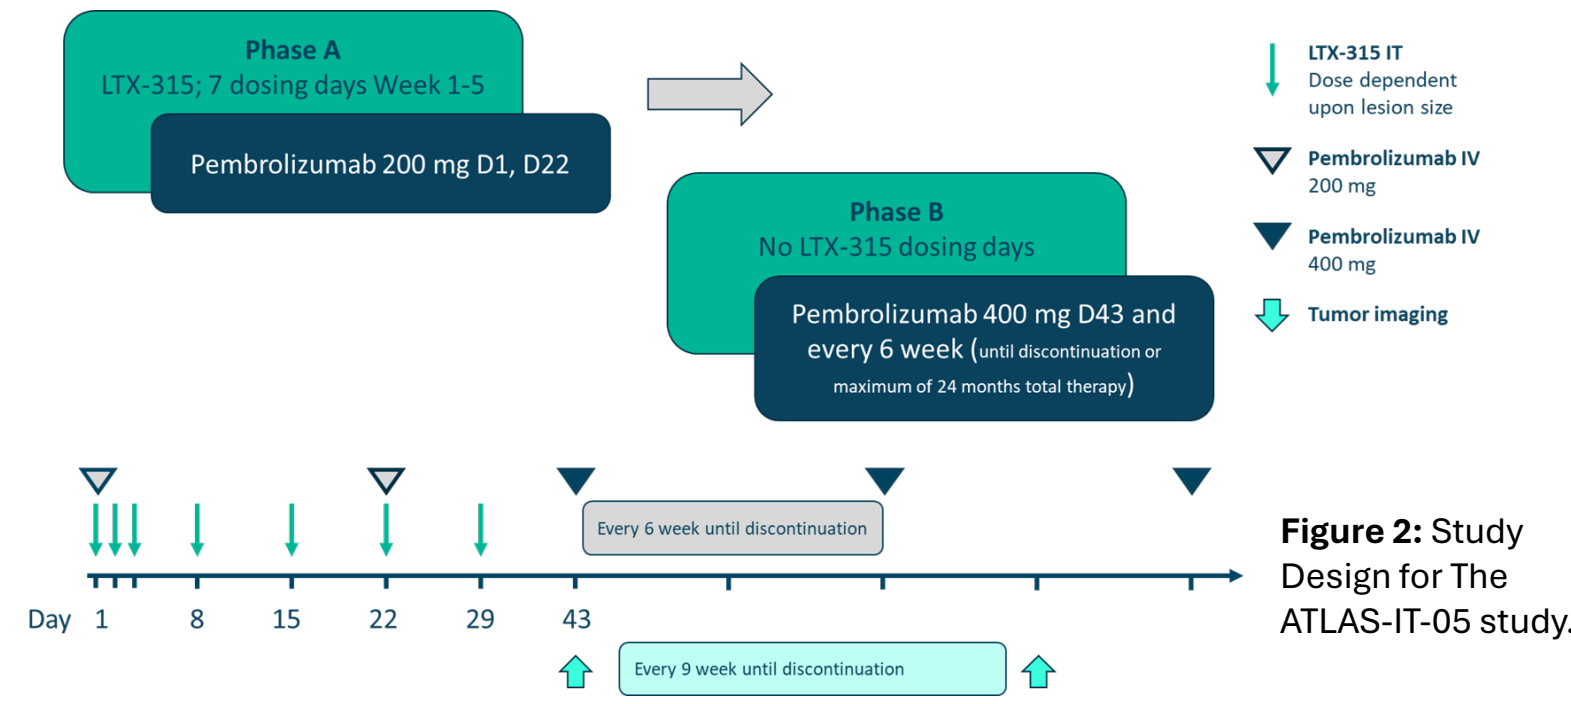 Phase A
LTX-315; 7 dosing days Week 1-5
Pembrolizumab 200 mg D1, D22
Phase B
No LTX-315 dosing days
Pembrolizumab 400 mg D43 and
every 6 week (until discontinuation or
maximum of 24 months total therapy)
LTX-315 IT
Dose dependent
upon lesion size
Pembrolizumab IV
200 mg
Pembrolizumab IV
400 mg
Tumor imaging
Every 6 week until discontinuation
Day 1 8 15 22 29 43
Every 9 week until discontinuation
Figure 2: Study
Design for The
ATLAS-IT-05 study.